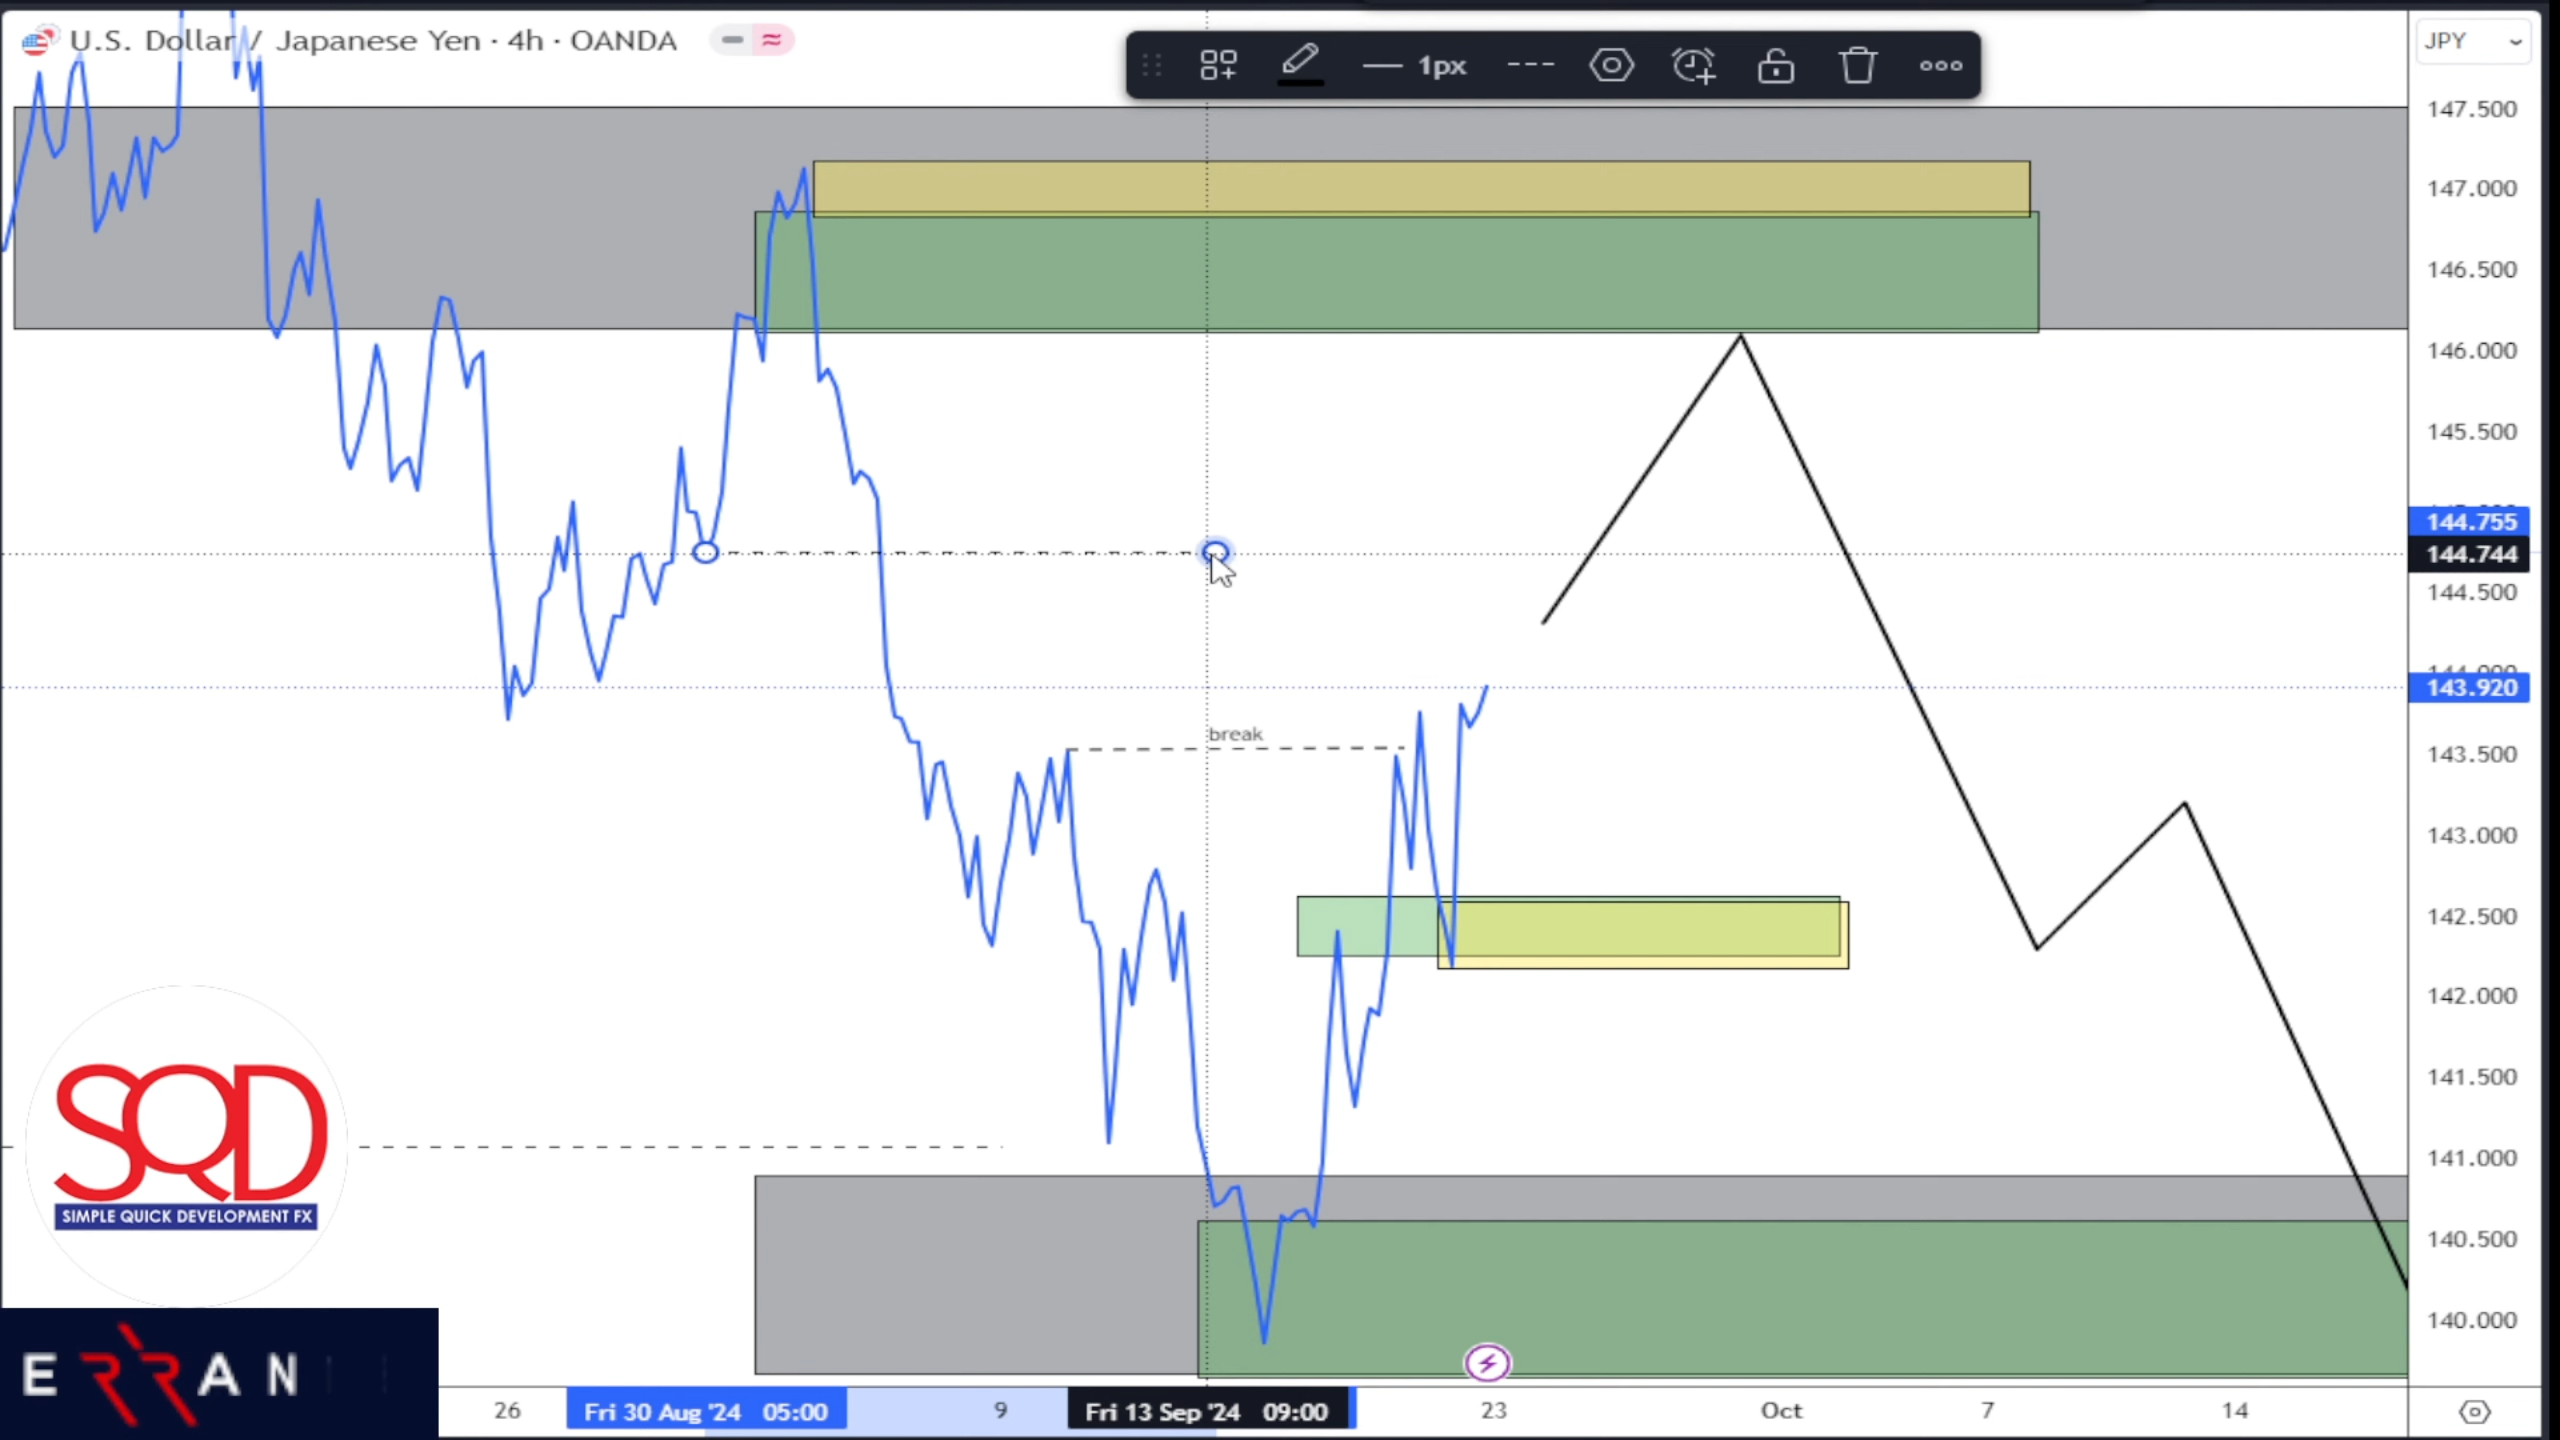 U.S. Dollar / Japanese Yen · 4h · OANDA
1px
JPY
147.500
147.000
146.500
146.000
145.500
144.755
144.744
144.500
143.920
143.500
143.000
142.500
142.000
141.500
141.000
140.500
140.000
break
SQD
SIMPLE QUICK DEVELOPMENT FX
ERRAN
26
Fri 30 Aug '24 05:00
9
Fri 13 Sep '24 09:00
23
Oct
7
14